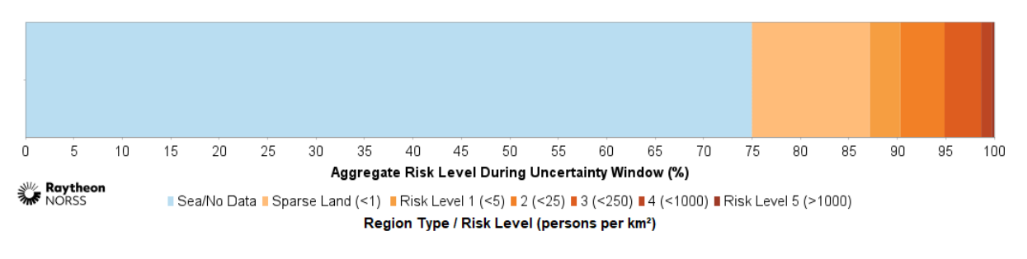 0 5 10 15 20 25 30 35 40 45 50 55 60 65 70 75 80 85 90 95 100
Aggregate Risk Level During Uncertainty Window (%)
Raytheon
NORSS
Sea/No Data Sparse Land (<1) Risk Level 1 (<5) 2 (<25) 3 (<250) 4 (<1000) Risk Level 5 (>1000)
Region Type / Risk Level (persons per km²)